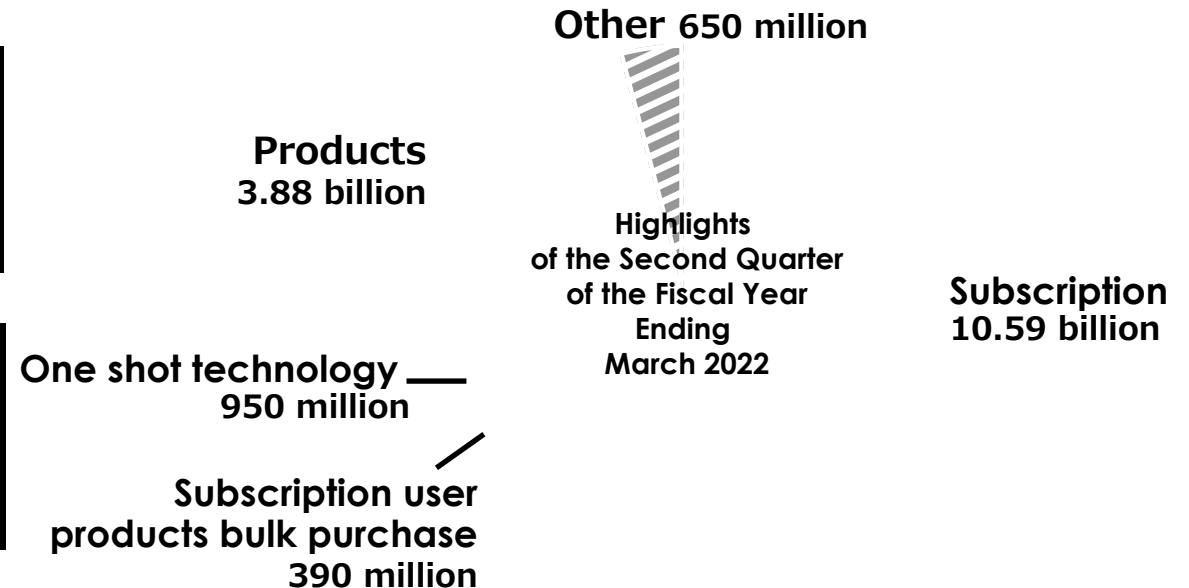 Other 650 million
Products
3.88 billion
Highlights
of the Second Quarter
of the Fiscal Year
Ending
March 2022
Subscription
10.59 billion
One shot technology
950 million
Subscription user
products bulk purchase
390 million